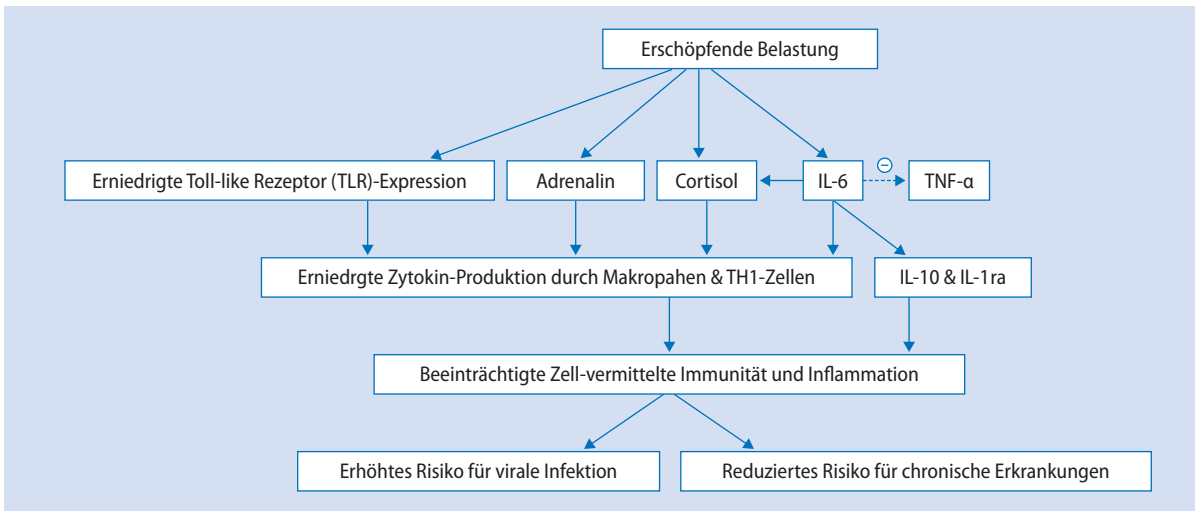 Erschöpfende Belastung
Erniedrigte Toll-like Rezeptor (TLR)-Expression
Adrenalin
Cortisol
IL-6
−
TNF-α
Erniedrgte Zytokin-Produktion durch Makropahen & TH1-Zellen
IL-10 & IL-1ra
Beeinträchtigte Zell-vermittelte Immunität und Inflammation
Erhöhtes Risiko für virale Infektion
Reduziertes Risiko für chronische Erkrankungen